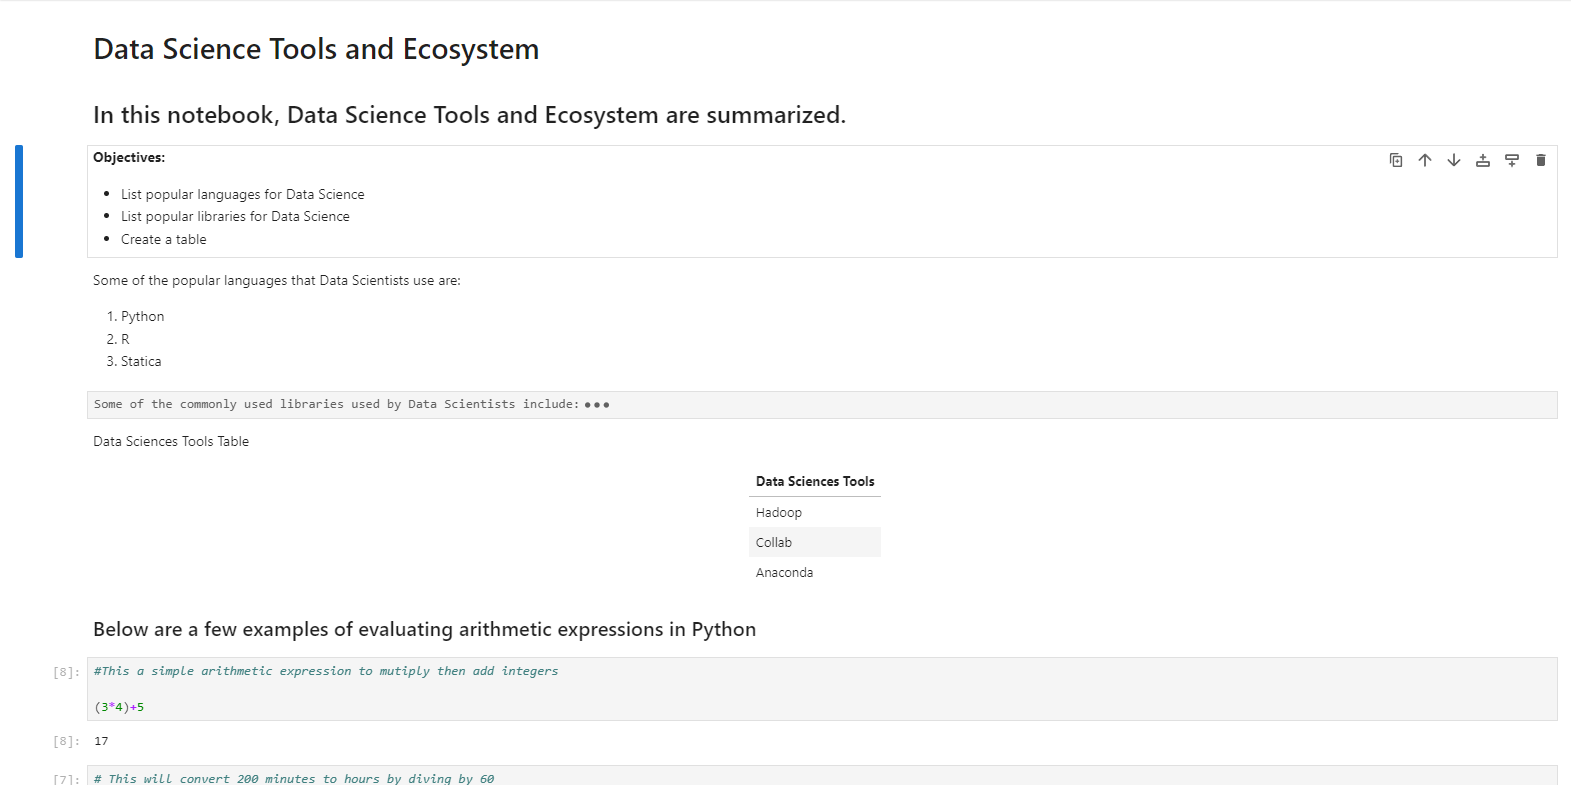 Data Science Tools and Ecosystem
In this notebook, Data Science Tools and Ecosystem are summarized.
Objectives:
• List popular languages for Data Science
• List popular libraries for Data Science
• Create a table
Some of the popular languages that Data Scientists use are:
1. Python
2. R
3. Statica
Some of the commonly used libraries used by Data Scientists include: •••
Data Sciences Tools Table
Data Sciences Tools
Hadoop
Collab
Anaconda
Below are a few examples of evaluating arithmetic expressions in Python
[8]: #This a simple arithmetic expression to mutiply then add integers
(3*4)+5
[8]: 17
[7]: # This will convert 200 minutes to hours by diving by 60